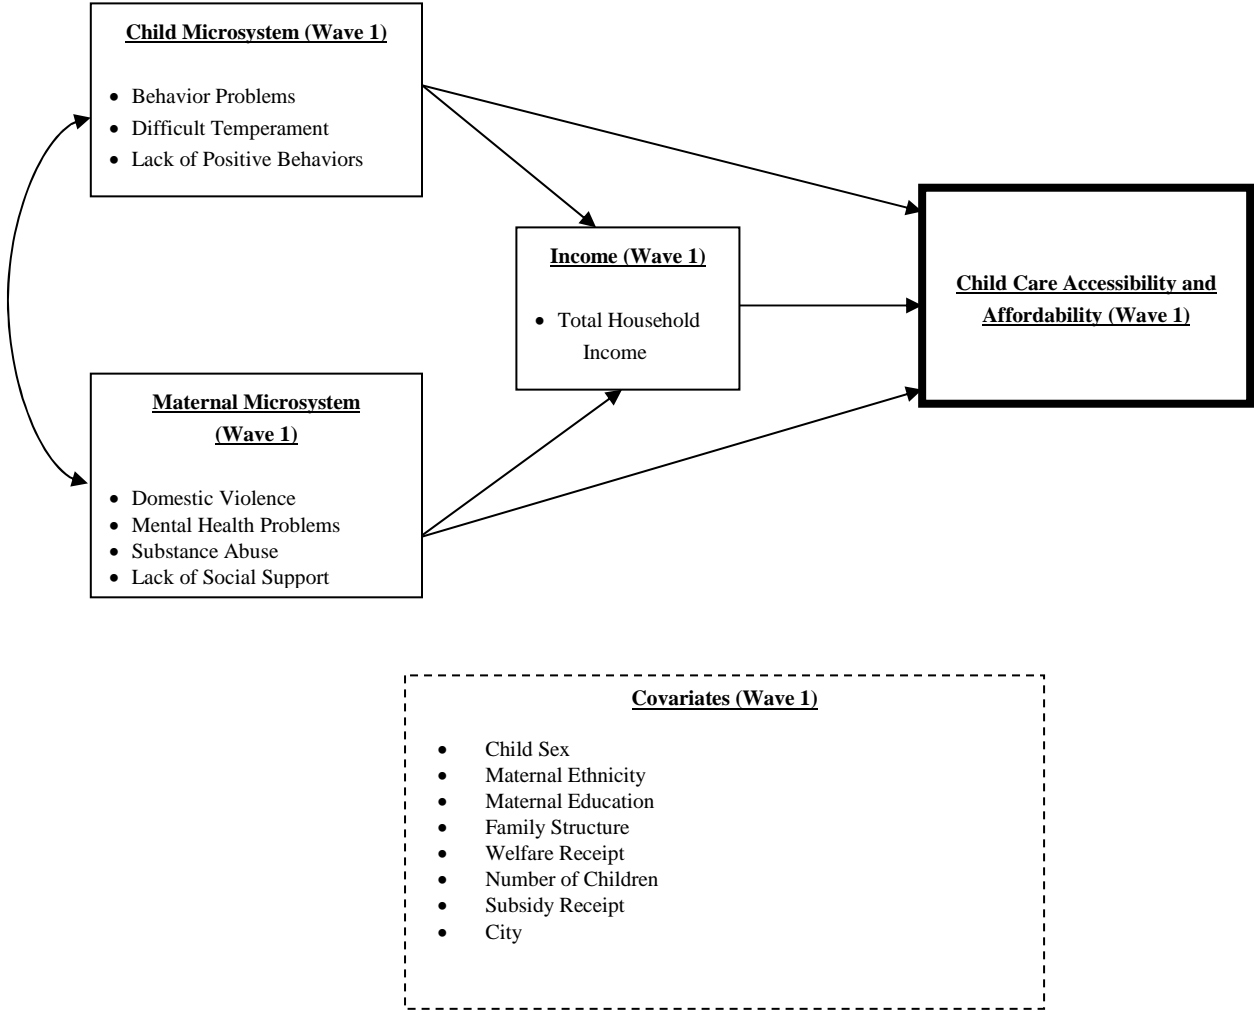 Child Microsystem (Wave 1)
• Behavior Problems
• Difficult Temperament
• Lack of Positive Behaviors
Income (Wave 1)
• Total Household
Income
Child Care Accessibility and
Affordability (Wave 1)
Maternal Microsystem
(Wave 1)
• Domestic Violence
• Mental Health Problems
• Substance Abuse
• Lack of Social Support
Covariates (Wave 1)
• Child Sex
• Maternal Ethnicity
• Maternal Education
• Family Structure
• Welfare Receipt
• Number of Children
• Subsidy Receipt
• City